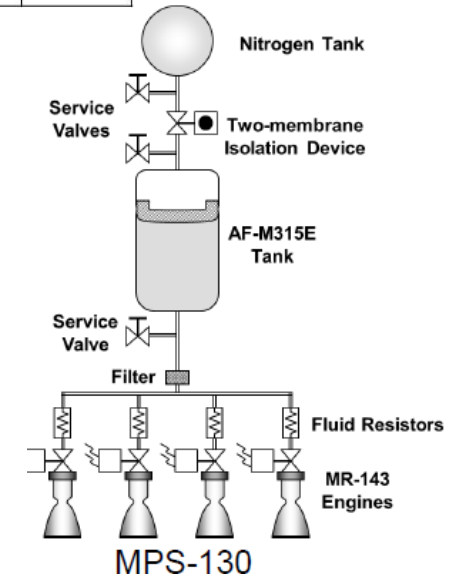 Nitrogen Tank
Service
Valves
Two-membrane
Isolation Device
AF-M315E
Tank
Service
Valve
Filter
Fluid Resistors
MR-143
Engines
MPS-130